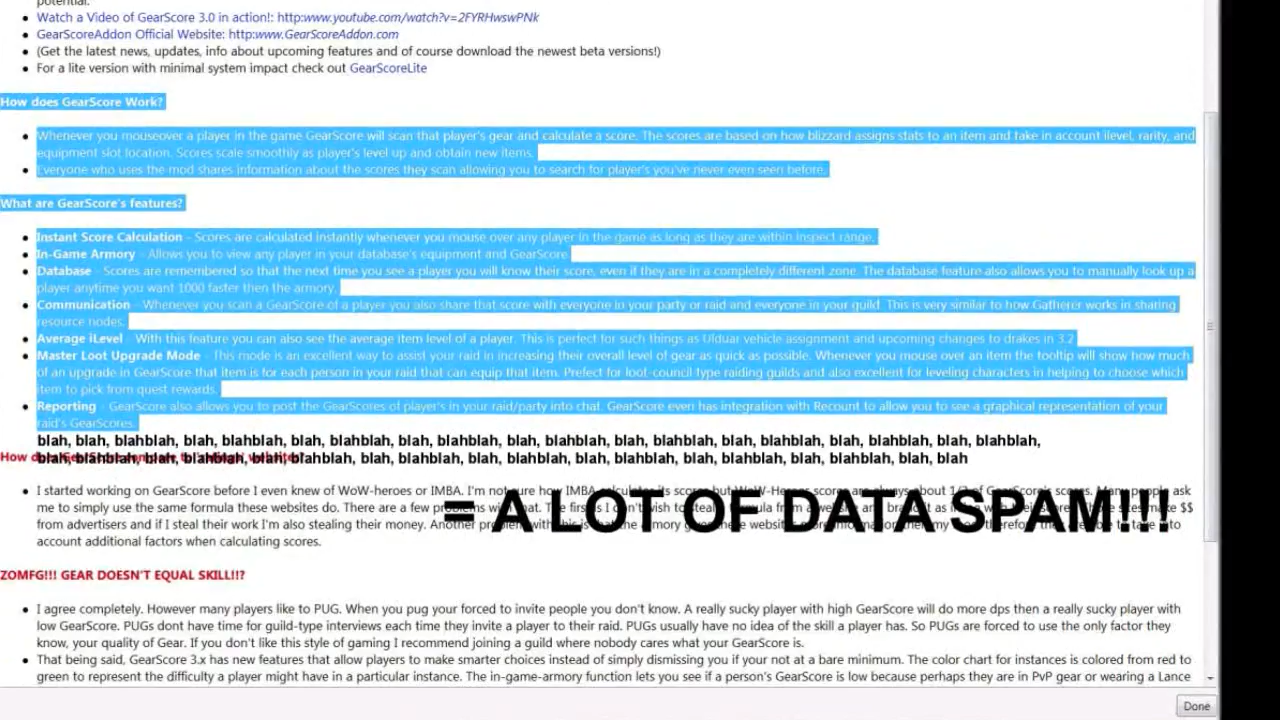 potential.
Watch a Video of GearScore 3.0 in action!: http:www.youtube.com/watch?v=2FYRHwswPNk
GearScoreAddon Official Website: http:www.GearScoreAddon.com
(Get the latest news, updates, info about upcoming features and of course download the newest beta versions!)
For a lite version with minimal system impact check out GearScoreLite
How does GearScore Work?
Whenever you mouseover a player in the game GearScore will scan that player's gear and calculate a score. The scores are based on how blizzard assigns stats to an item and take in account ilevel, rarity, and
equipment slot location. Scores scale smoothly as player's level up and obtain new items.
Everyone who uses the mod shares information about the scores they scan allowing you to search for player's you've never even seen before.
What are GearScore's features?
Instant Score Calculation - Scores are calculated instantly whenever you mouse over any player in the game as long as they are within inspect range.
In-Game Armory - Allows you to view any player in your database's equipment and GearScore.
Database - Scores are remembered so that the next time you see a player you will know their score, even if they are in a completely different zone. The database feature also allows you to manually look up a
player anytime you want 1000 faster then the armory.
Communication - Whenever you scan a GearScore of a player you also share that score with everyone in your party or raid and everyone in your guild. This is very similar to how Gatherer works in sharing
resource nodes.
Average iLevel - With this feature you can also see the average item level of a player. This is perfect for such things as Ulduar vehicle assignment and upcoming changes to drakes in 3.2
Master Loot Upgrade Mode - This mode is an excellent way to assist your raid in increasing their overall level of gear as quick as possible. Whenever you mouse over an item the tooltip will show how much
of an upgrade in GearScore that item is for each person in your raid that can equip that item. Prefect for loot-council type raiding guilds and also excellent for leveling characters in helping to choose which
item to pick from quest rewards.
Reporting - GearScore also allows you to post the GearScores of player's in your raid/party into chat. GearScore even has integration with Recount to allow you to see a graphical representation of your
raid's GearScores.
blah, blah, blahblah, blah, blahblah, blah, blahblah, blah, blahblah, blah, blahblah, blah, blahblah, blah, blahblah, blah, blahblah, blah, blahblah,
blah, blahblah, blah, blahblah, blah, blahblah, blah, blahblah, blah, blahblah, blah, blahblah, blah, blahblah, blah, blahblah, blah
= A LOT OF DATA SPAM!!!
I started working on GearScore before I even knew of WoW-heroes or IMBA. I'm not sure how IMBA calculates its score but WoW-Heroes scores are always about 1/2 of GearScore's scores. Many people ask
me to simply use the same formula these websites do. There are a few problems with that. The first is I don't wish to steal
from advertisers and if I steal their work I'm also stealing their money. Another problem with this is
account additional factors when calculating scores.
ZOMFG!!! GEAR DOESN'T EQUAL SKILL!!?
I agree completely. However many players like to PUG. When you pug your forced to invite people you don't know. A really sucky player with high GearScore will do more dps then a really sucky player with
low GearScore. PUGs dont have time for guild-type interviews each time they invite a player to their raid. PUGs usually have no idea of the skill a player has. So PUGs are forced to use the only factor they
know, your quality of Gear. If you don't like this style of gaming I recommend joining a guild where nobody cares what your GearScore is.
That being said, GearScore 3.x has new features that allow players to make smarter choices instead of simply dismissing you if your not at a bare minimum. The color chart for instances is colored from red to
green to represent the difficulty a player might have in a particular instance. The in-game-armory function lets you see if a person's GearScore is low because perhaps they are in PvP gear or wearing a Lance
Done